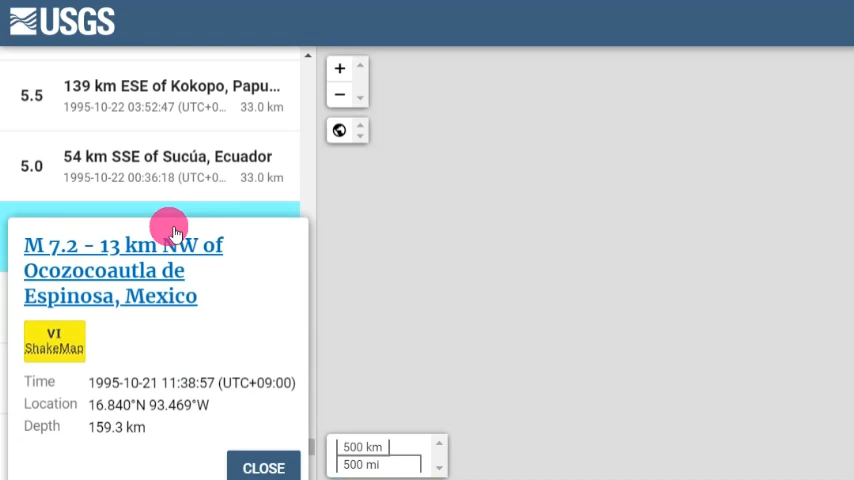 USGS
5.5 139 km ESE of Kokopo, Papu...
1995-10-22 03:52:47 (UTC+0... 33.0 km
5.0 54 km SSE of Sucúa, Ecuador
1995-10-22 00:36:18 (UTC+0... 33.0 km
M 7.2 - 13 km NW of
Ocozocoautla de
Espinosa, Mexico
VI
ShakeMap
Time 1995-10-21 11:38:57 (UTC+09:00)
Location 16.840°N 93.469°W
Depth 159.3 km
CLOSE
+
−
500 km
500 mi